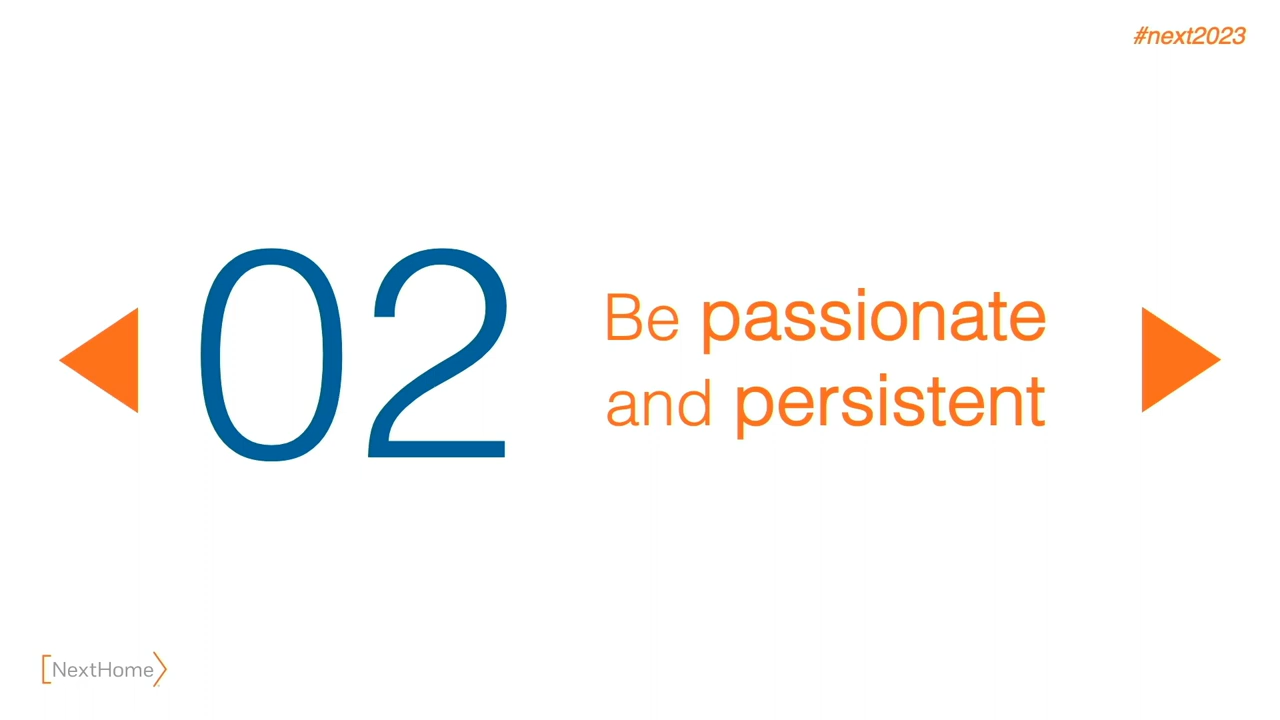 #next2023
02
Be passionate
and persistent
NextHome